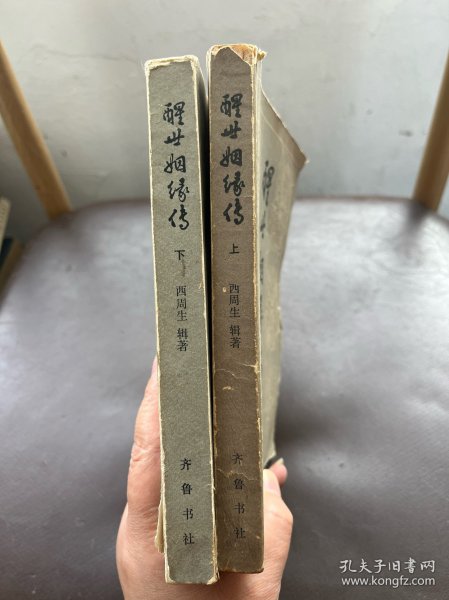 醒世姻缘传
下
西周生 辑著
齐鲁书社
醒世姻缘传
上
西周生 辑著
齐鲁书社
醒世
孔夫子旧书网
www.kongfz.com